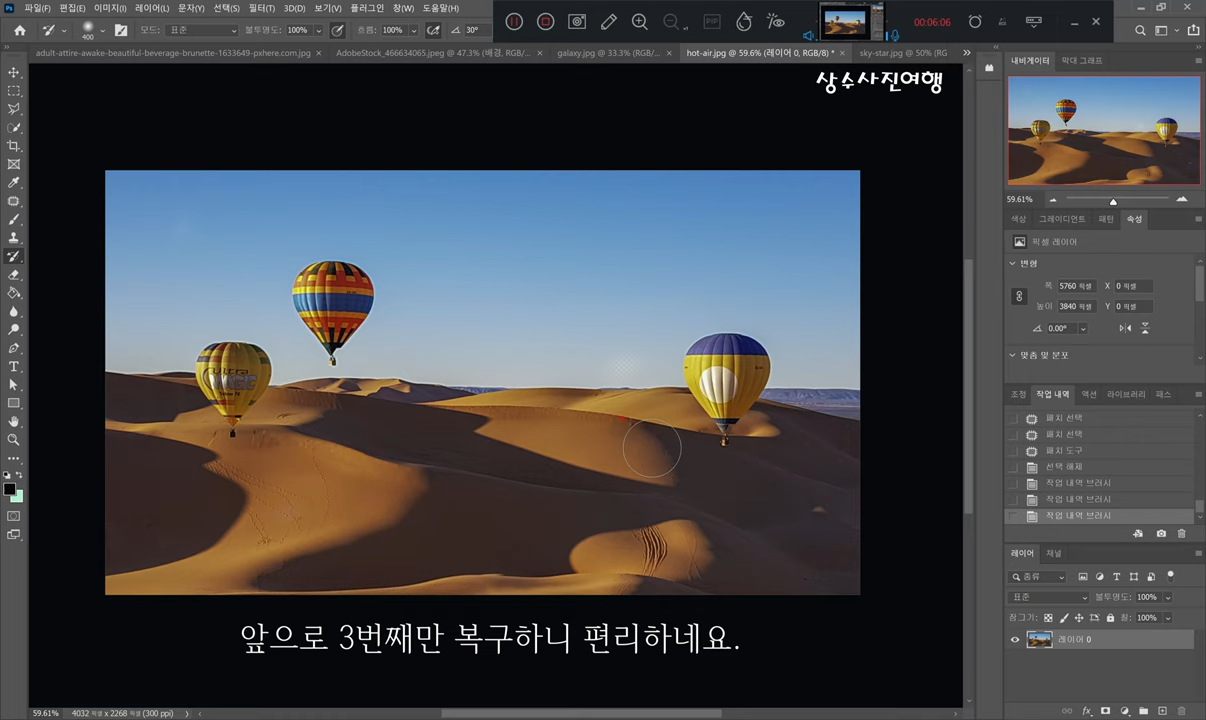 파일(F) 편집(E) 이미지(I) 레이어(L) 문자(Y) 선택(S) 필터(T) 3D(D) 보기(V) 플러그인 창(W) 도움말(H)
00:06:06
400 모드: 표준 불투명도: 100% 흐름: 100% 30°
adult-attire-awake-beautiful-beverage-brunette-1633649-pxhere.com.jpg × AdobeStock_466634065.jpeg @ 47.3% (배경, RGB/... × galaxy.jpg @ 33.3% (RGB/... × hot-air.jpg @ 59.6% (레이어 0, RGB/8) * × sky-star.jpg @ 50% (RG
상수사진여행
내비게이터 막대 그래프
59.61%
색상 그레이디언트 패턴 속성
픽셀 레이어
변형
폭 5760 픽셀 X 0 픽셀
높이 3840 픽셀 Y 0 픽셀
0.00°
맞춤 및 분포
조정 작업 내역 액션 라이브러리 패스
패치 선택
패치 선택
패치 도구
선택 해제
작업 내역 브러시
작업 내역 브러시
작업 내역 브러시
레이어 채널
종류
표준 불투명도: 100%
잠그기: 칠: 100%
레이어 0
앞으로 3번째만 복구하니 편리하네요.
59.61% 4032 픽셀 x 2268 픽셀 (300 ppi)